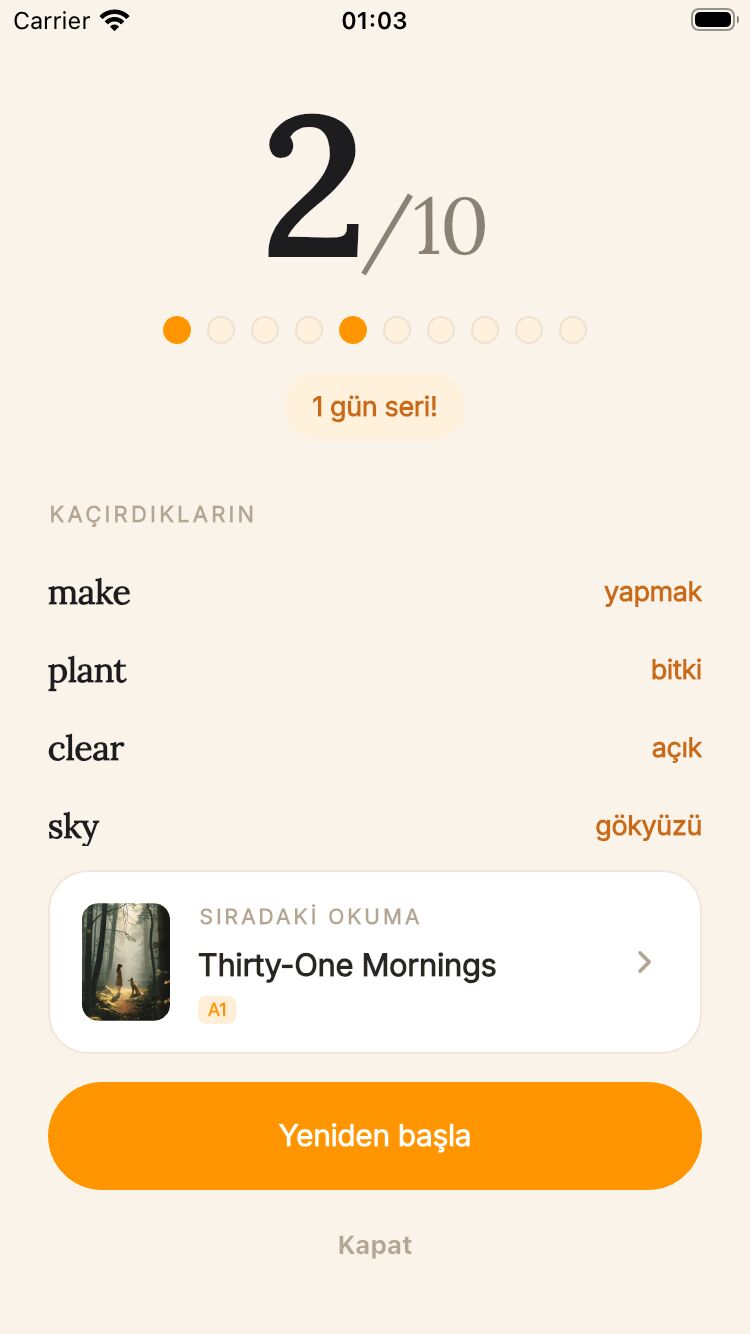 Carrier 01:03
2/10
1 gün seri!
KAÇIRDIKLARIN
make yapmak
plant bitki
clear açık
sky gökyüzü
SIRADAKİ OKUMA
Thirty-One Mornings
A1
Yeniden başla
Kapat